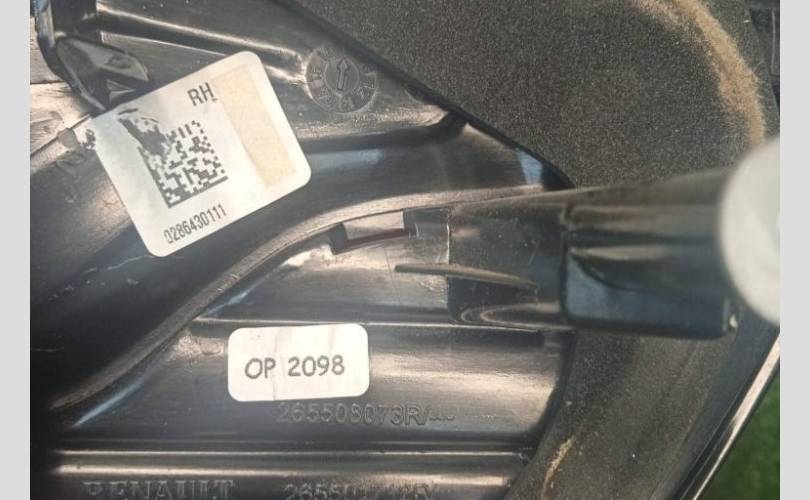 RH
0286430111
OP 2098
265508073R/
RENAULT